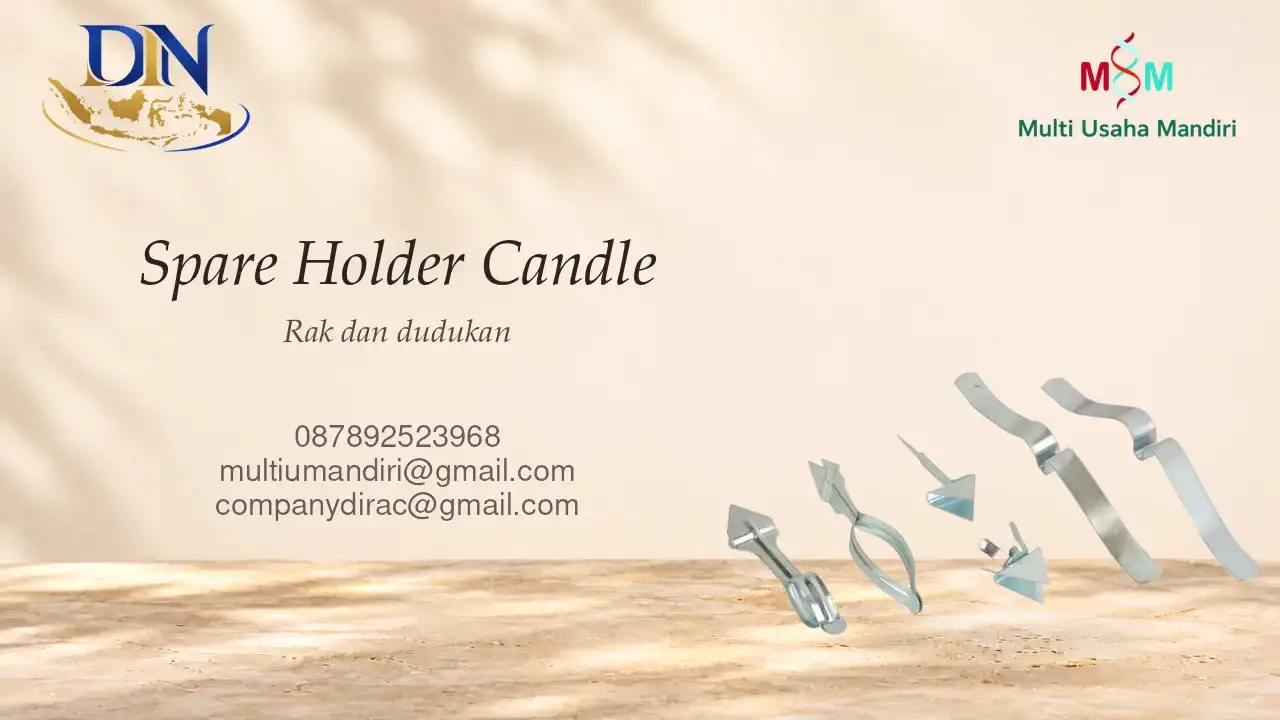 DN
M M
Multi Usaha Mandiri
Spare Holder Candle
Rak dan dudukan
087892523968
multiumandiri@gmail.com
companydirac@gmail.com